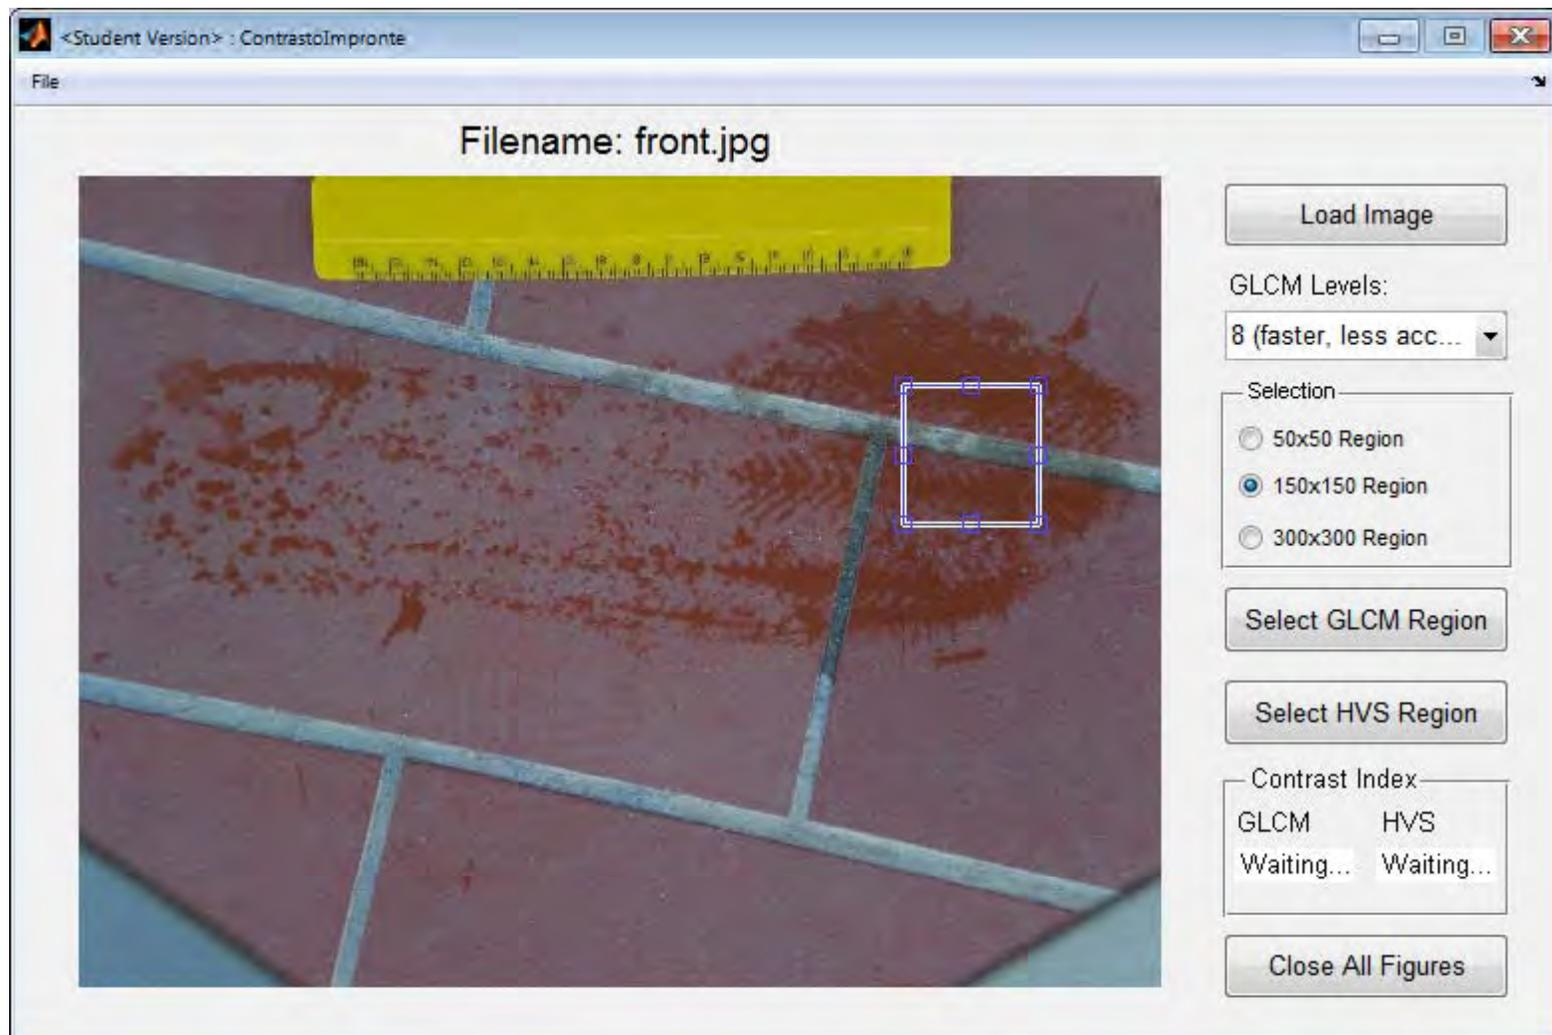 <Student Version> : ContrastoImpronte
File
Filename: front.jpg
Load Image
GLCM Levels:
8 (faster, less acc...
Selection
50x50 Region
150x150 Region
300x300 Region
Select GLCM Region
Select HVS Region
Contrast Index
GLCM HVS
Waiting... Waiting...
Close All Figures